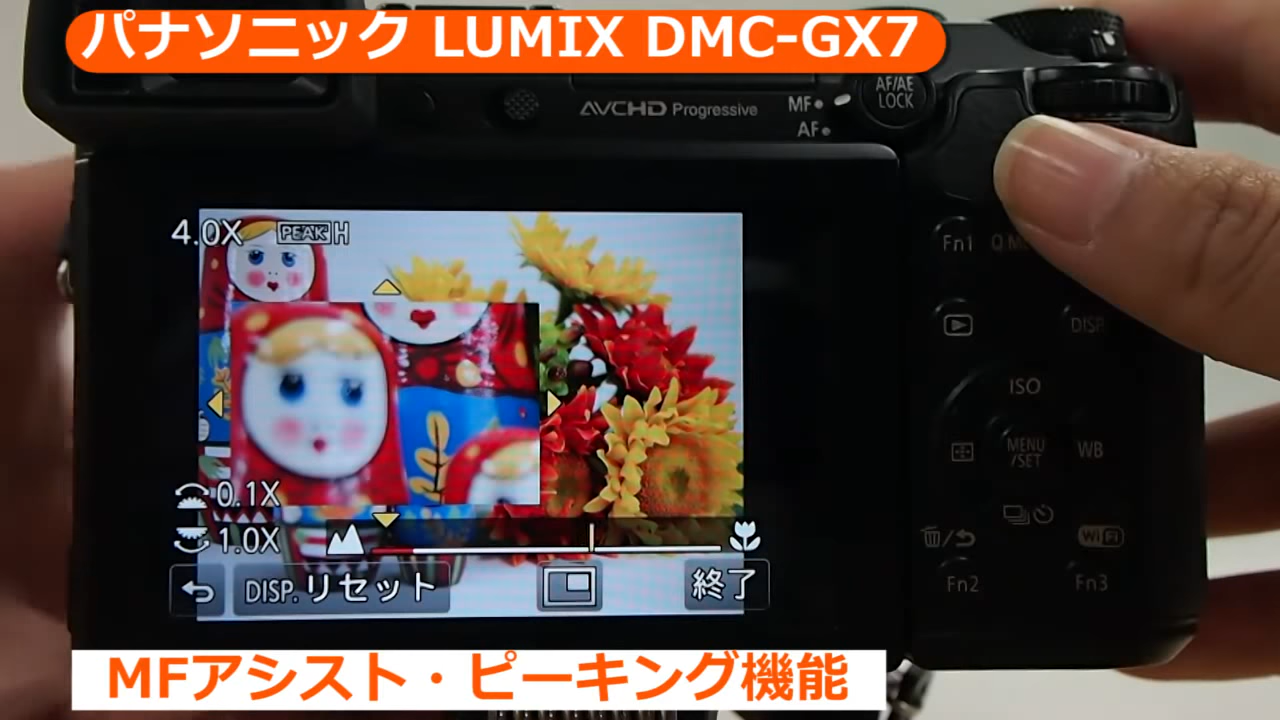 パナソニック LUMIX DMC-GX7
AF/AE
LOCK
AVCHD Progressive
MF
AF
4.0X PEAK H
Fn1
DISP.
ISO
MENU
/SET
WB
0.1X
1.0X
WiFi
DISP.リセット
終了
Fn2
Fn3
MFアシスト・ピーキング機能